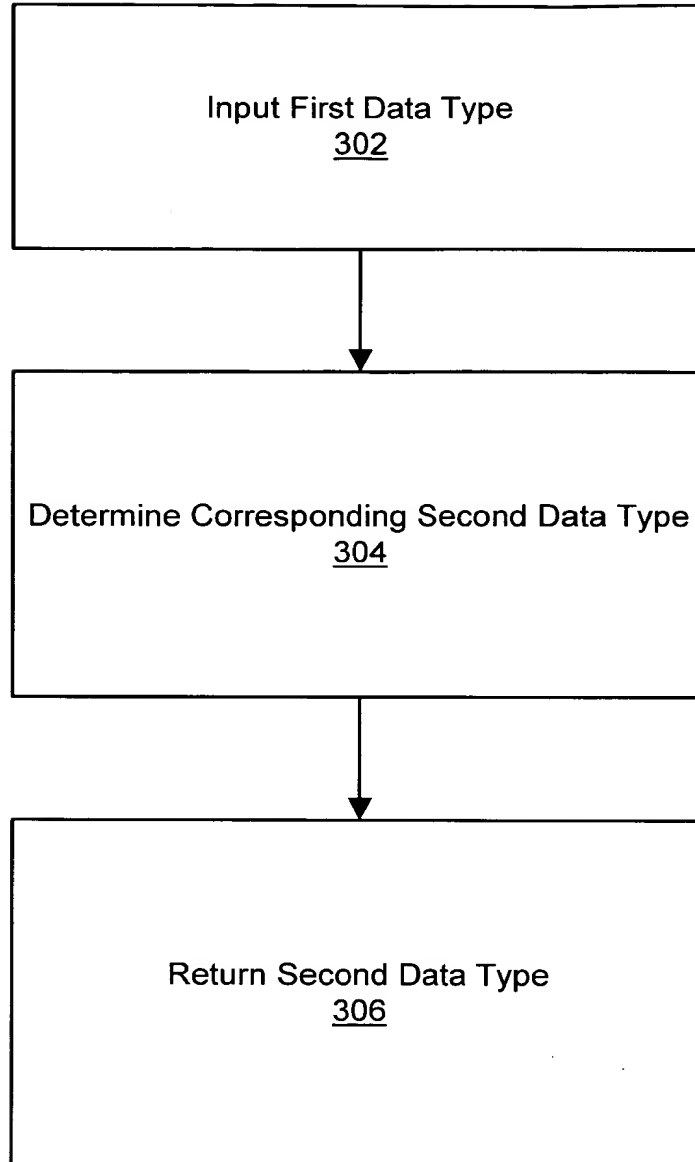 Input First Data Type
302
Determine Corresponding Second Data Type
304
Return Second Data Type
306